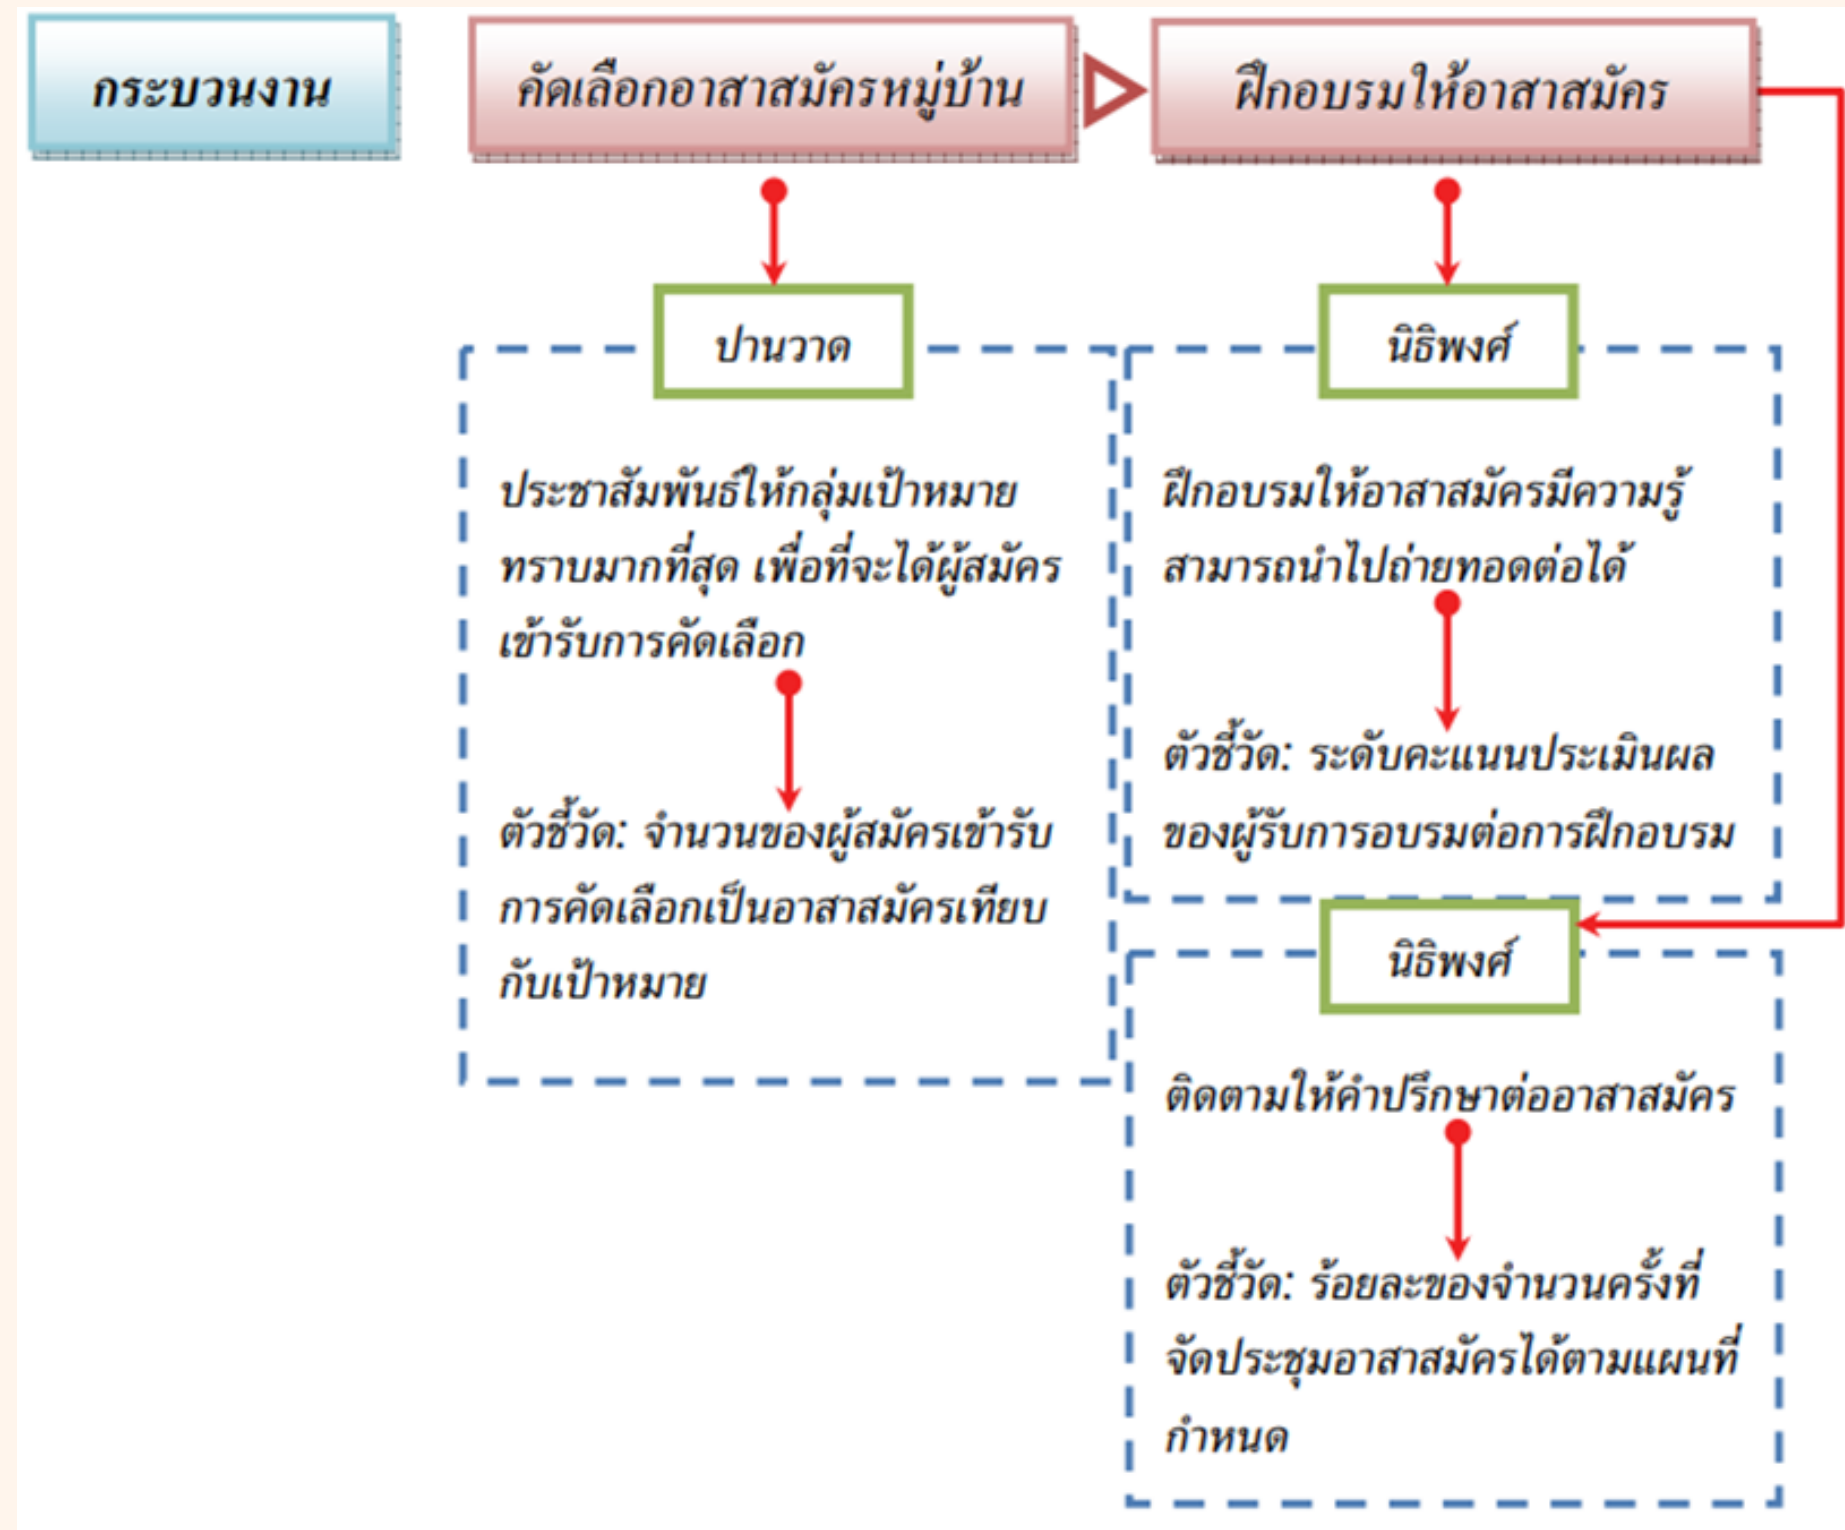 กระบวนงาน
คัดเลือกอาสาสมัครหมู่บ้าน
ฝึกอบรมให้อาสาสมัคร
ปานวาด
ประชาสัมพันธ์ให้กลุ่มเป้าหมาย
ทราบมากที่สุด เพื่อที่จะได้ผู้สมัคร
เข้ารับการคัดเลือก
ตัวชี้วัด: จำนวนของผู้สมัครเข้ารับ
การคัดเลือกเป็นอาสาสมัครเทียบ
กับเป้าหมาย
นิธิพงศ์
ฝึกอบรมให้อาสาสมัครมีความรู้
สามารถนำไปถ่ายทอดต่อได้
ตัวชี้วัด: ระดับคะแนนประเมินผล
ของผู้รับการอบรมต่อการฝึกอบรม
นิธิพงศ์
ติดตามให้คำปรึกษาต่ออาสาสมัคร
ตัวชี้วัด: ร้อยละของจำนวนครั้งที่
จัดประชุมอาสาสมัครได้ตามแผนที่
กำหนด